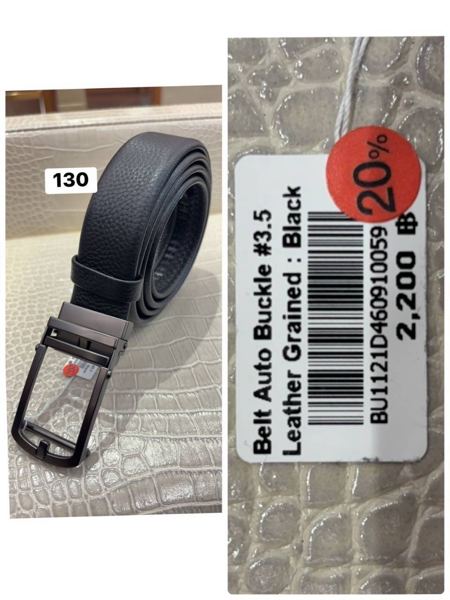 130
20%
Belt Auto Buckle #3.5
Leather Grained : Black
BU1121D460910059
2,200 ฿